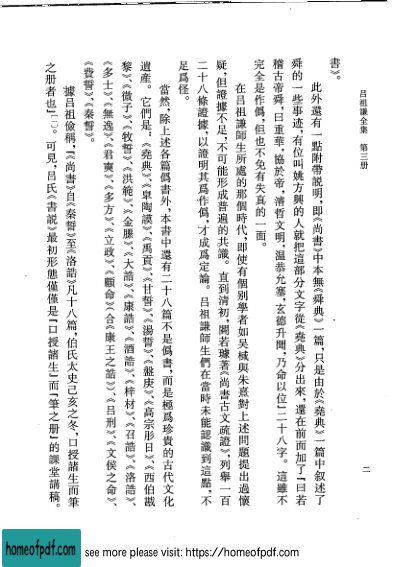 呂祖謙全集　第三册
二
書》。
此外還有一點附帶説明，即《尚書》中本無《舜典》一篇，只是由於《堯典》一篇中叙述了
舜的一些事迹，有位叫姚方興的人就把這部分文字從《堯典》分出來，還在前面加了「曰若
稽古帝舜，曰重華，協於帝，濬哲文明，温恭允塞，玄德升聞，乃命以位」二十八字。這雖不
完全是作僞，但也不免有失真的一面。
在吕祖謙師生所處的那個時代，即使有個别學者如吴棫與朱熹對上述問題提出過懷
疑，但證據不足，不可能形成普遍的共識。直到清初，閻若璩著《尚書古文疏證》，列舉一百
二十八條證據，以證明其爲作僞，才成爲定論。吕祖謙師生們在當時未能認識到這點，不
足爲怪。
當然，除上述各篇僞書外，本書中還有二十八篇不是僞書，而是極爲珍貴的古代文化
遺産。它們是：《堯典》、《臯陶謨》、《禹貢》、《甘誓》、《湯誓》、《盤庚》、《高宗肜日》、《西伯戡
黎》、《微子》、《牧誓》、《洪範》、《金縢》、《大誥》、《康誥》、《酒誥》、《梓材》、《召誥》、《洛誥》、
《多士》、《無逸》、《君奭》、《多方》、《立政》、《顧命》（合《康王之誥》）、《吕刑》、《文侯之命》、
《費誓》、《秦誓》。
據吕祖儉稱，「《尚書》自《秦誓》至《洛誥》凡十八篇，伯氏太史己亥之冬，口授諸生而筆
之册者也」〔一〕。可見，吕氏《書説》最初形態僅僅是「口授諸生」而「筆之册」的課堂講稿。
homeofpdf.com
see more please visit: https://homeofpdf.com